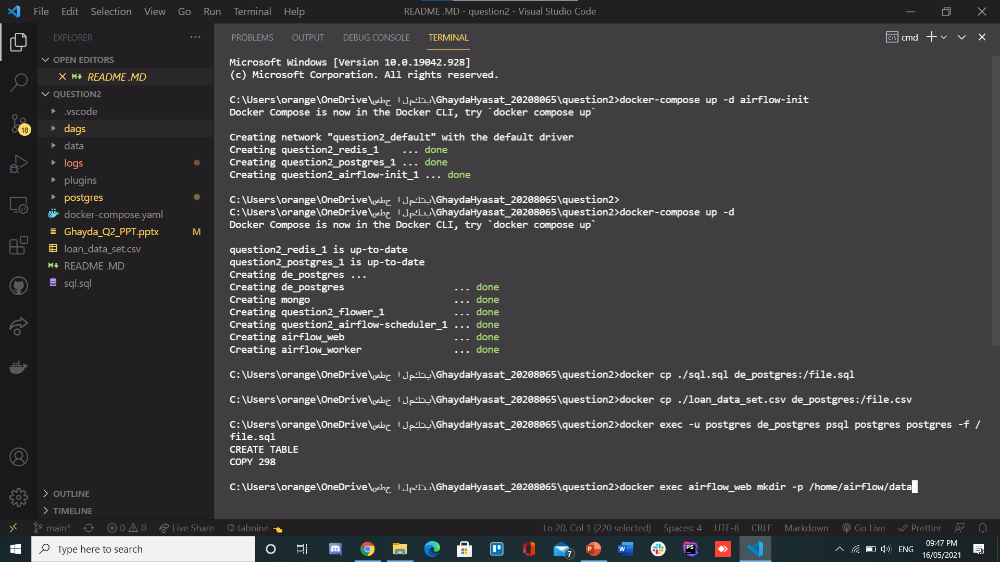 File Edit Selection View Go Run Terminal Help
README .MD - question2 - Visual Studio Code
EXPLORER
OPEN EDITORS
README .MD
QUESTION2
.vscode
dags
data
logs
plugins
postgres
docker-compose.yaml
Ghayda_Q2_PPT.pptx M
loan_data_set.csv
README .MD
sql.sql
OUTLINE
TIMELINE
18
PROBLEMS OUTPUT DEBUG CONSOLE TERMINAL
cmd
Microsoft Windows [Version 10.0.19042.928]
(c) Microsoft Corporation. All rights reserved.
C:\Users\orange\OneDrive\سطح المكتب\GhaydaHyasat_20208065\question2>docker-compose up -d airflow-init
Docker Compose is now in the Docker CLI, try `docker compose up`
Creating network "question2_default" with the default driver
Creating question2_redis_1 ... done
Creating question2_postgres_1 ... done
Creating question2_airflow-init_1 ... done
C:\Users\orange\OneDrive\سطح المكتب\GhaydaHyasat_20208065\question2>
C:\Users\orange\OneDrive\سطح المكتب\GhaydaHyasat_20208065\question2>docker-compose up -d
Docker Compose is now in the Docker CLI, try `docker compose up`
question2_redis_1 is up-to-date
question2_postgres_1 is up-to-date
Creating de_postgres ...
Creating de_postgres ... done
Creating mongo ... done
Creating question2_flower_1 ... done
Creating question2_airflow-scheduler_1 ... done
Creating airflow_web ... done
Creating airflow_worker ... done
C:\Users\orange\OneDrive\سطح المكتب\GhaydaHyasat_20208065\question2>docker cp ./sql.sql de_postgres:/file.sql
C:\Users\orange\OneDrive\سطح المكتب\GhaydaHyasat_20208065\question2>docker cp ./loan_data_set.csv de_postgres:/file.csv
C:\Users\orange\OneDrive\سطح المكتب\GhaydaHyasat_20208065\question2>docker exec -u postgres de_postgres psql postgres postgres -f /
file.sql
CREATE TABLE
COPY 298
C:\Users\orange\OneDrive\سطح المكتب\GhaydaHyasat_20208065\question2>docker exec airflow_web mkdir -p /home/airflow/data
main* 0 0 Live Share tabnine
Ln 20, Col 1 (220 selected) Spaces: 4 UTF-8 CRLF Markdown Go Live Prettier
Type here to search
7
ENG
09:47 PM
16/05/2021